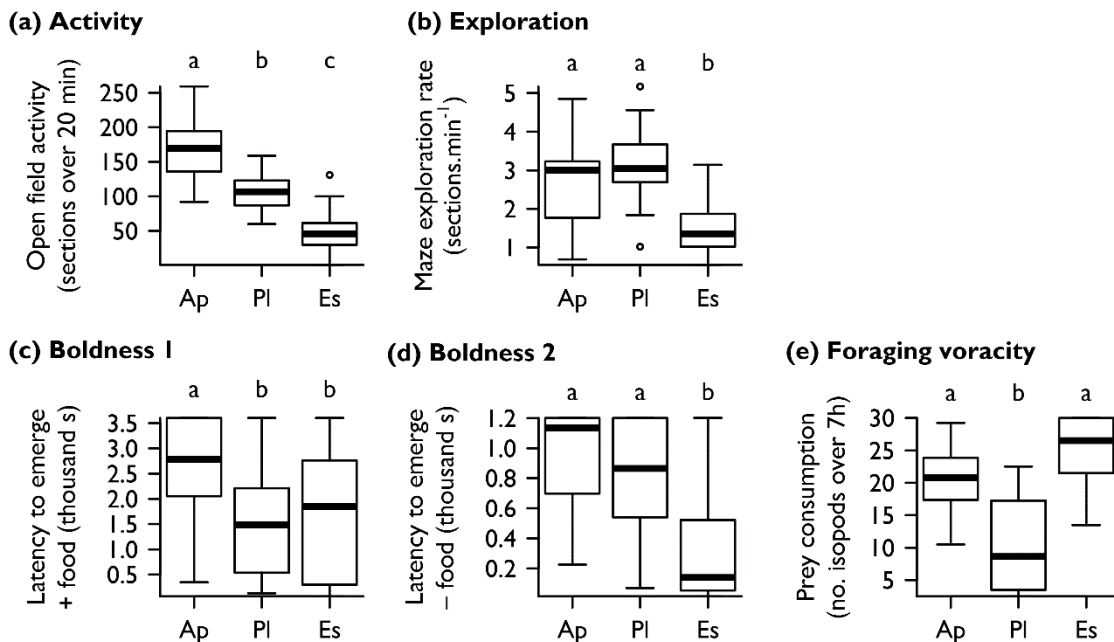 (a) Activity
a b c
Open field activity
(sections over 20 min)
250
200
150
100
50
Ap Pl Es
(b) Exploration
a a b
Maze exploration rate
(sections.min⁻¹)
5
4
3
2
1
Ap Pl Es
(c) Boldness 1
a b b
Latency to emerge
+ food (thousand s)
3.5
3.0
2.5
2.0
1.5
1.0
0.5
Ap Pl Es
(d) Boldness 2
a a b
Latency to emerge
– food (thousand s)
1.2
1.0
0.8
0.6
0.4
0.2
Ap Pl Es
(e) Foraging voracity
a b a
Prey consumption
(no. isopods over 7h)
30
25
20
15
10
5
Ap Pl Es